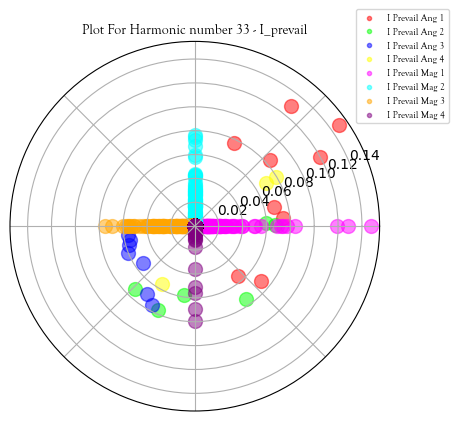 Plot For Harmonic number 33 - I_prevail
I Prevail Ang 1
I Prevail Ang 2
I Prevail Ang 3
I Prevail Ang 4
I Prevail Mag 1
I Prevail Mag 2
I Prevail Mag 3
I Prevail Mag 4
0.14
0.12
0.10
0.08
0.06
0.04
0.02